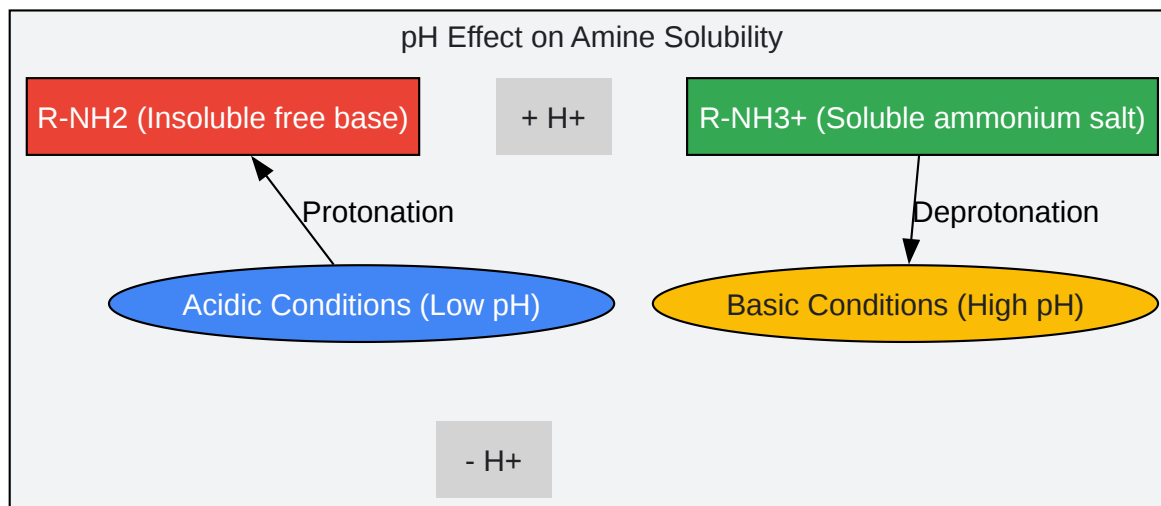 pH Effect on Amine Solubility
R-NH2 (Insoluble free base)
+ H+
R-NH3+ (Soluble ammonium salt)
Protonation
Deprotonation
Acidic Conditions (Low pH)
Basic Conditions (High pH)
- H+